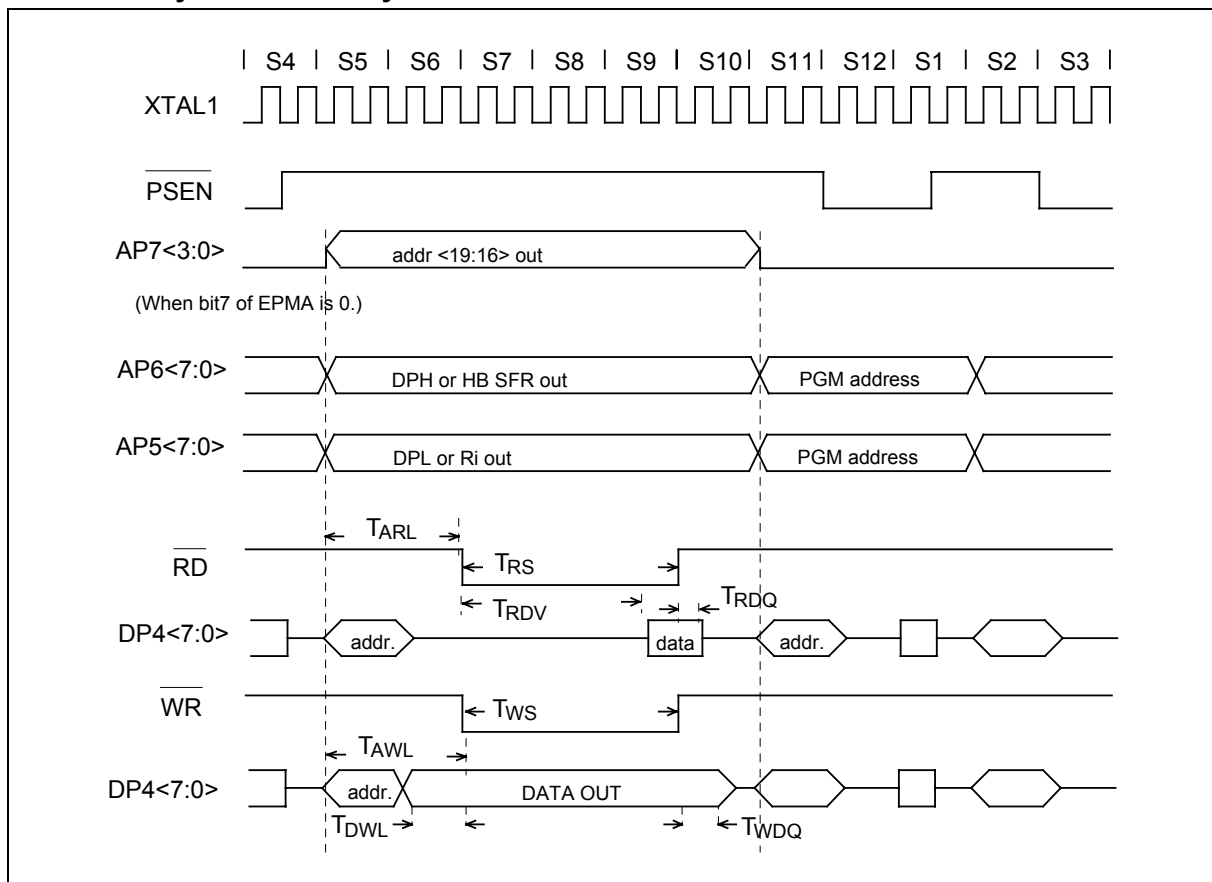 S4 S5 S6 S7 S8 S9 S10 S11 S12 S1 S2 S3
XTAL1
PSEN
AP7<3:0>
addr <19:16> out
(When bit7 of EPMA is 0.)
AP6<7:0>
DPH or HB SFR out
PGM address
AP5<7:0>
DPL or Ri out
PGM address
TARL
RD
TRS
TRDV
TRDQ
DP4<7:0>
addr.
data
addr.
WR
TWS
TAWL
DP4<7:0>
addr.
DATA OUT
TDWL
TWDQ